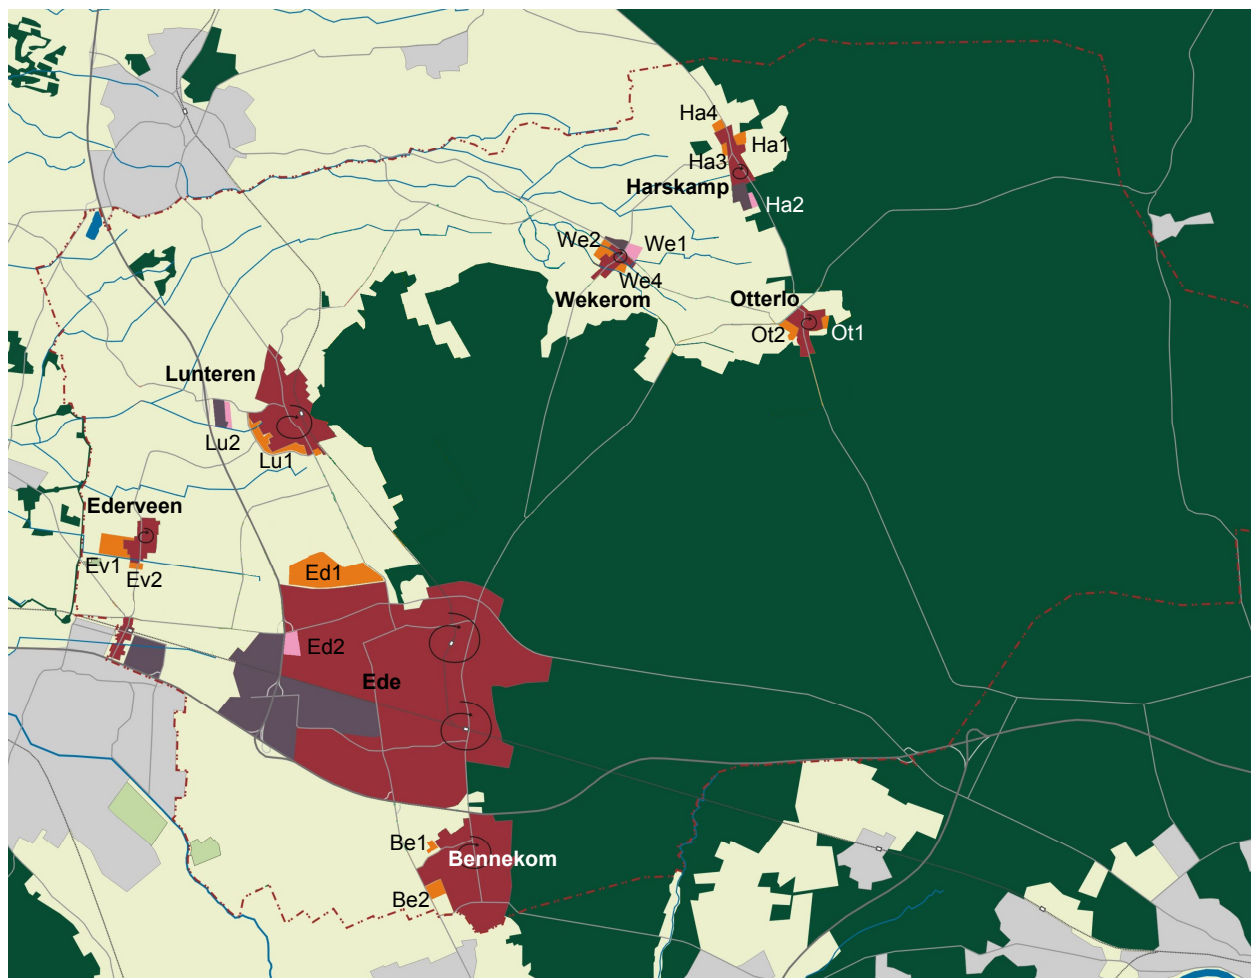 Ha4
Ha1
Ha3
Harskamp
Ha2
We2
We1
We4
Wekerom
Otterlo
Ot2
Ot1
Lunteren
Lu2
Lu1
Ederveen
Ev1
Ev2
Ed1
Ed2
Ede
Be1
Bennekom
Be2